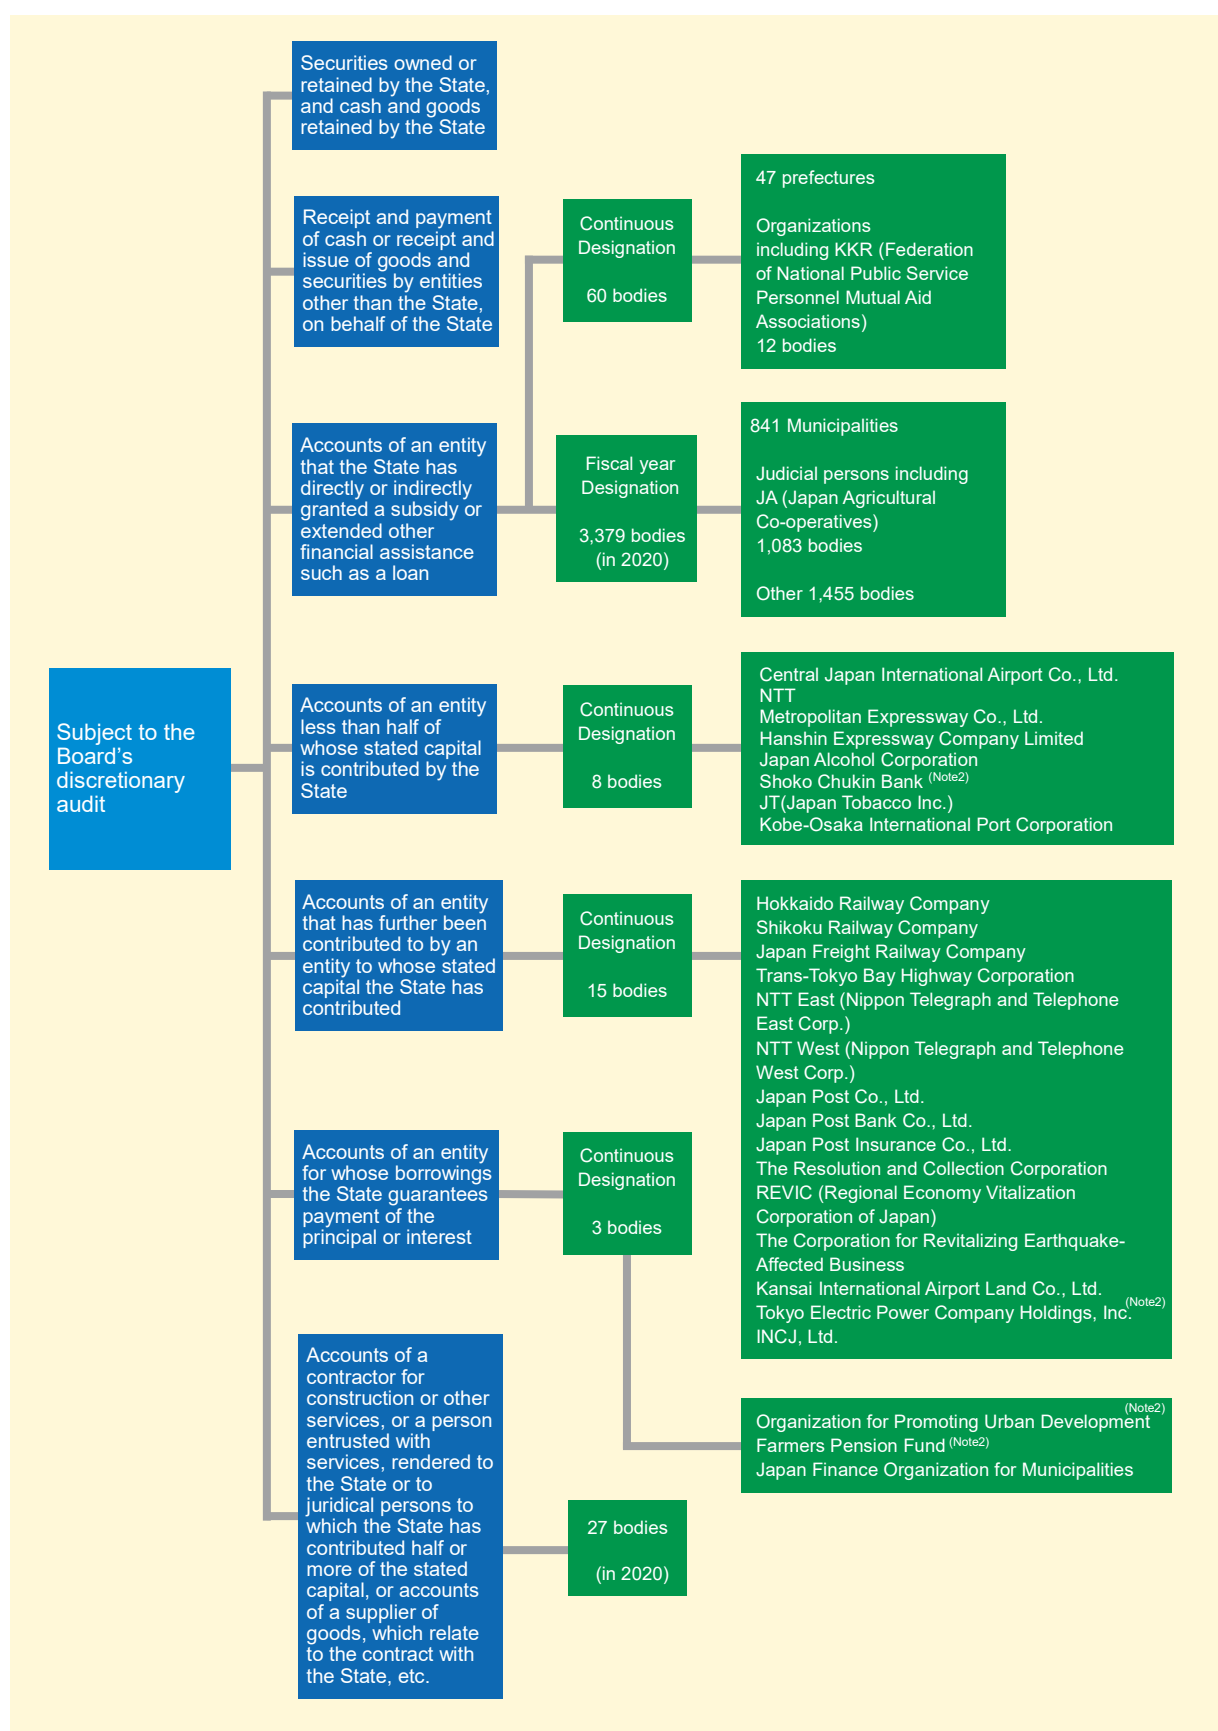 Subject to the
Board’s
discretionary
audit
Securities owned or
retained by the State,
and cash and goods
retained by the State
Receipt and payment
of cash or receipt and
issue of goods and
securities by entities
other than the State,
on behalf of the State
Accounts of an entity
that the State has
directly or indirectly
granted a subsidy or
extended other
financial assistance
such as a loan
Continuous
Designation
60 bodies
47 prefectures
Organizations
including KKR (Federation
of National Public Service
Personnel Mutual Aid
Associations)
12 bodies
Fiscal year
Designation
3,379 bodies
(in 2020)
841 Municipalities
Judicial persons including
JA (Japan Agricultural
Co-operatives)
1,083 bodies
Other 1,455 bodies
Accounts of an entity
less than half of
whose stated capital
is contributed by the
State
Continuous
Designation
8 bodies
Central Japan International Airport Co., Ltd.
NTT
Metropolitan Expressway Co., Ltd.
Hanshin Expressway Company Limited
Japan Alcohol Corporation
Shoko Chukin Bank (Note2)
JT(Japan Tobacco Inc.)
Kobe-Osaka International Port Corporation
Accounts of an entity
that has further been
contributed to by an
entity to whose stated
capital the State has
contributed
Continuous
Designation
15 bodies
Hokkaido Railway Company
Shikoku Railway Company
Japan Freight Railway Company
Trans-Tokyo Bay Highway Corporation
NTT East (Nippon Telegraph and Telephone
East Corp.)
NTT West (Nippon Telegraph and Telephone
West Corp.)
Japan Post Co., Ltd.
Japan Post Bank Co., Ltd.
Japan Post Insurance Co., Ltd.
The Resolution and Collection Corporation
REVIC (Regional Economy Vitalization
Corporation of Japan)
The Corporation for Revitalizing Earthquake-
Affected Business
Kansai International Airport Land Co., Ltd.
Tokyo Electric Power Company Holdings, Inc. (Note2)
INCJ, Ltd.
Accounts of an entity
for whose borrowings
the State guarantees
payment of the
principal or interest
Continuous
Designation
3 bodies
Organization for Promoting Urban Development (Note2)
Farmers Pension Fund (Note2)
Japan Finance Organization for Municipalities
Accounts of a
contractor for
construction or other
services, or a person
entrusted with
services, rendered to
the State or to
juridical persons to
which the State has
contributed half or
more of the stated
capital, or accounts
of a supplier of
goods, which relate
to the contract with
the State, etc.
27 bodies
(in 2020)